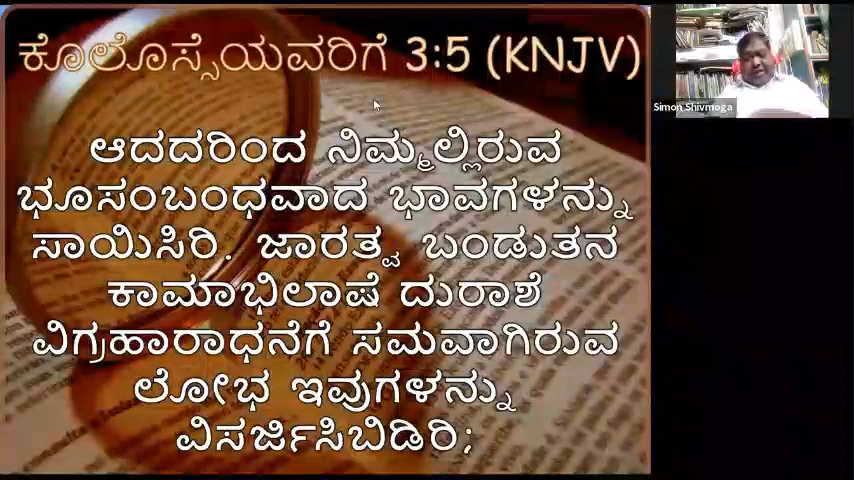 ಕೊಲೊಸ್ಸೆಯವರಿಗೆ 3:5 (KNJV)
ಆದದರಿಂದ ನಿಮ್ಮಲ್ಲಿರುವ
ಭೂಸಂಬಂಧವಾದ ಭಾವಗಳನ್ನು
ಸಾಯಿಸಿರಿ. ಜಾರತ್ವ ಬಂಡುತನ
ಕಾಮಾಭಿಲಾಷೆ ದುರಾಶೆ
ವಿಗ್ರಹಾರಾಧನೆಗೆ ಸಮವಾಗಿರುವ
ಲೋಭ ಇವುಗಳನ್ನು
ವಿಸರ್ಜಿಸಿಬಿಡಿರಿ;
Simon Shivmoga